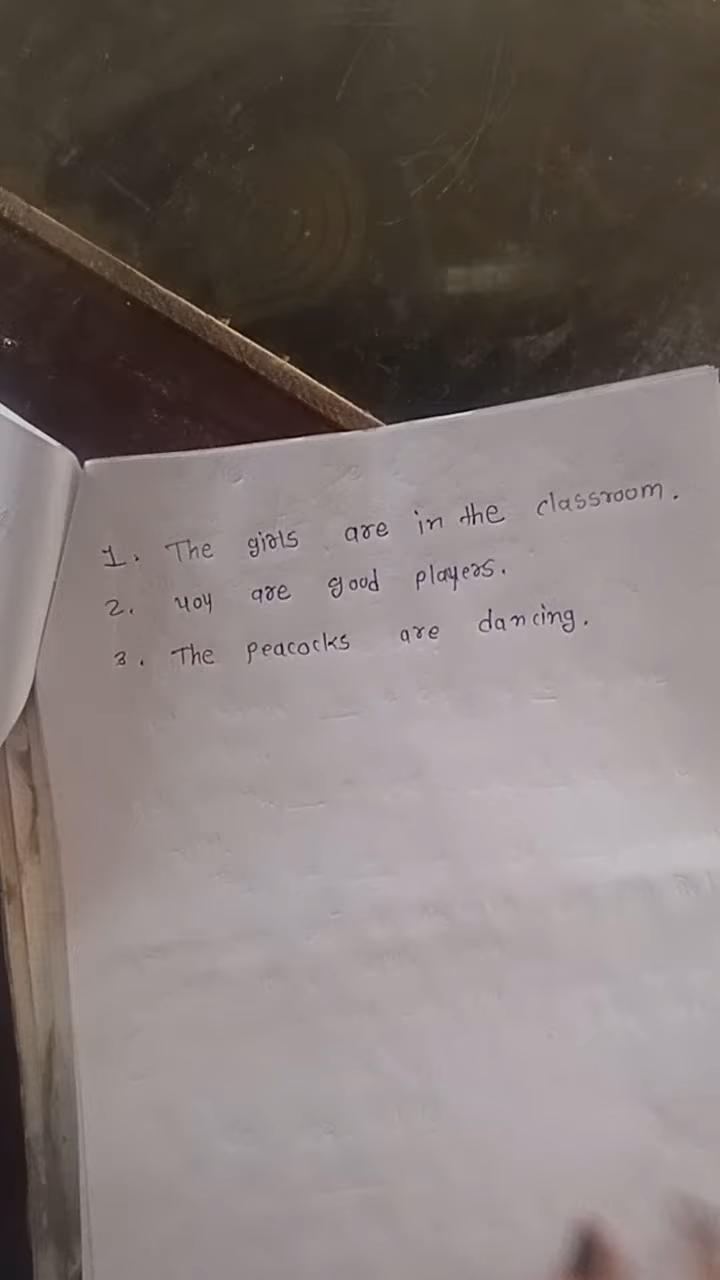 1. The girls are in the classroom.
2. you are good players.
3. The peacocks are dancing.